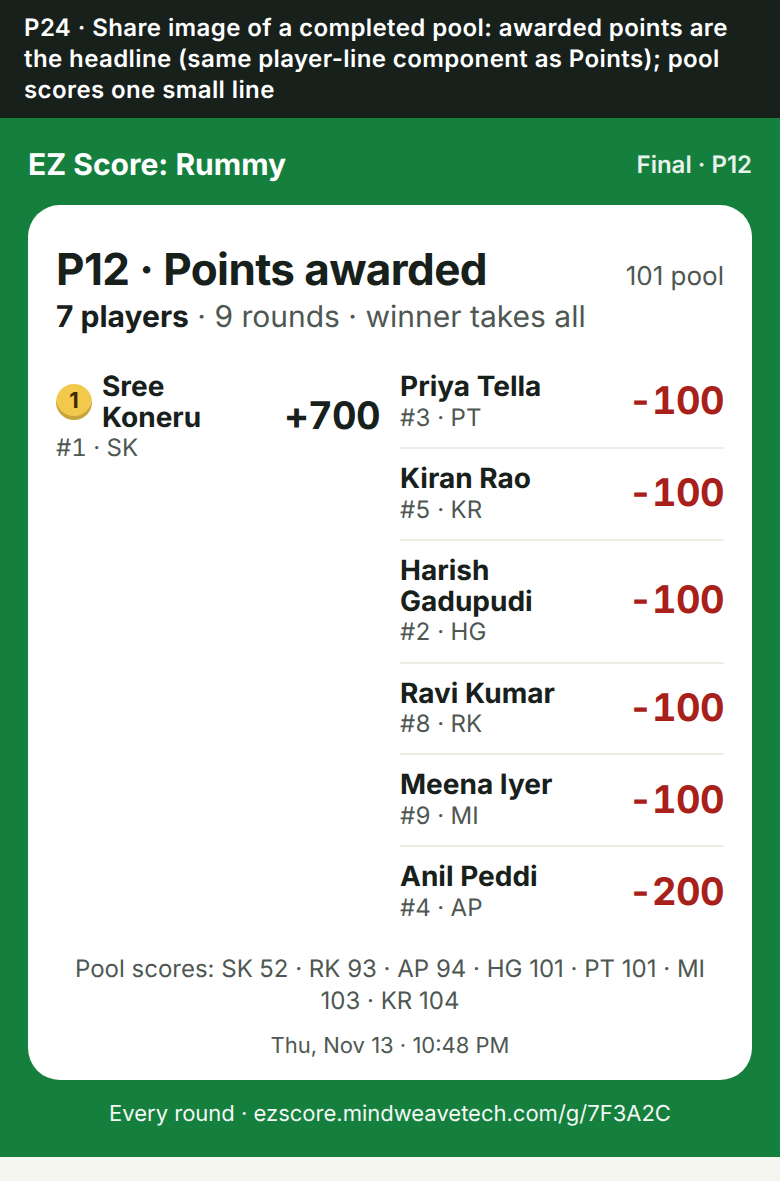 P24 · Share image of a completed pool: awarded points are
the headline (same player-line component as Points); pool
scores one small line
EZ Score: Rummy
Final · P12
P12 · Points awarded
101 pool
7 players · 9 rounds · winner takes all
1
Sree
Koneru
#1 · SK
+700
Priya Tella
#3 · PT
-100
Kiran Rao
#5 · KR
-100
Harish
Gadupudi
#2 · HG
-100
Ravi Kumar
#8 · RK
-100
Meena Iyer
#9 · MI
-100
Anil Peddi
#4 · AP
-200
Pool scores: SK 52 · RK 93 · AP 94 · HG 101 · PT 101 · MI
103 · KR 104
Thu, Nov 13 · 10:48 PM
Every round · ezscore.mindweavetech.com/g/7F3A2C